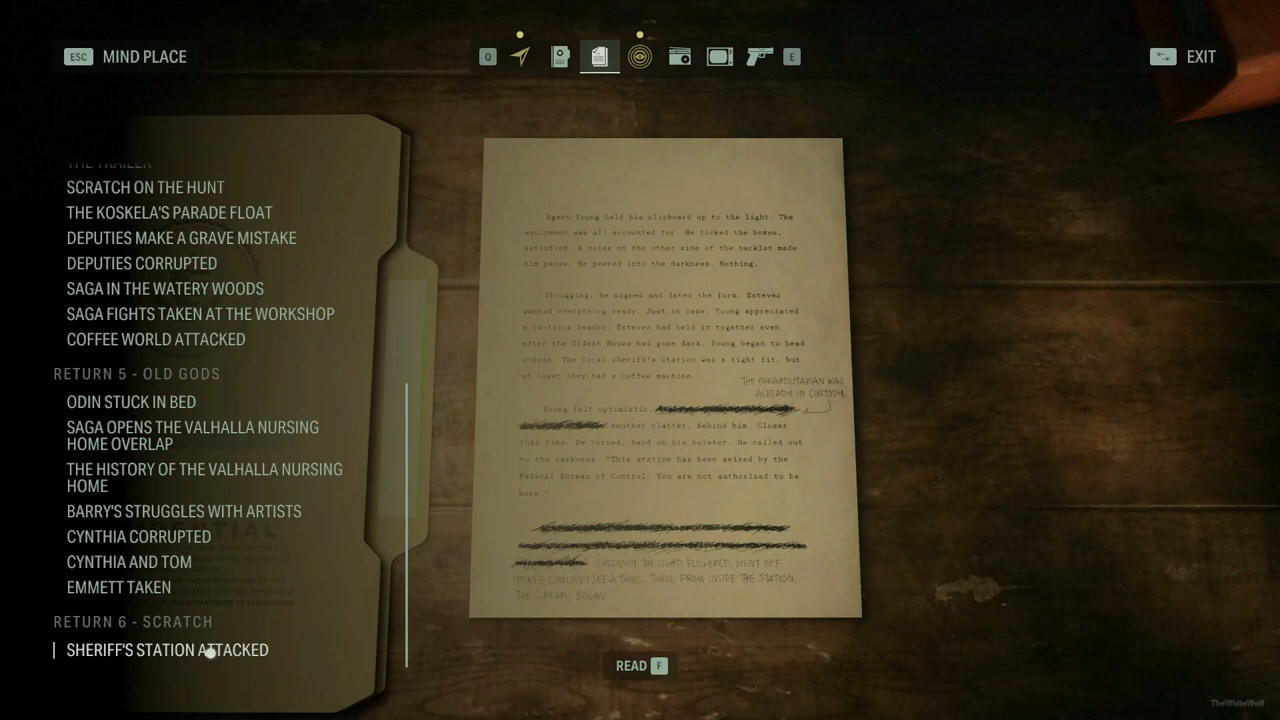 ESC MIND PLACE
Q
E
EXIT
THE TRAILER
SCRATCH ON THE HUNT
THE KOSKELA'S PARADE FLOAT
DEPUTIES MAKE A GRAVE MISTAKE
DEPUTIES CORRUPTED
SAGA IN THE WATERY WOODS
SAGA FIGHTS TAKEN AT THE WORKSHOP
COFFEE WORLD ATTACKED
RETURN 5 - OLD GODS
ODIN STUCK IN BED
SAGA OPENS THE VALHALLA NURSING
HOME OVERLAP
THE HISTORY OF THE VALHALLA NURSING
HOME
BARRY'S STRUGGLES WITH ARTISTS
CYNTHIA CORRUPTED
CYNTHIA AND TOM
EMMETT TAKEN
RETURN 6 - SCRATCH
SHERIFF'S STATION ATTACKED
Agent Young held his clipboard up to the light. The
equipment was all accounted for. He ticked the boxes,
satisfied. A noise on the other side of the backlot made
him pause. He peered into the darkness. Nothing.
Shrugging, he signed and dated the form. Estevez
wanted everything ready. Just in case. Young appreciated
a cautious leader. Estevez had held it together even
after the Oldest House had gone dark. Young began to head
inside. The local sheriff's station was a tight fit, but
at least they had a coffee machine.
THE PARAUTILITARIAN WAS
ALREADY IN CUSTODY.
Young felt optimistic.
Another clatter. Behind him. Closer
this time. He turned, hand on his holster. He called out
to the darkness. "This station has been seized by the
Federal Bureau of Control. You are not authorized to be
here."
SUDDENLY THE LIGHTS FLICKERED, WENT OFF.
YOUNG COULDN'T SEE A THING. THEN, FROM INSIDE THE STATION,
THE SCREAMS BEGAN.
READ F
TheWhiteWolf